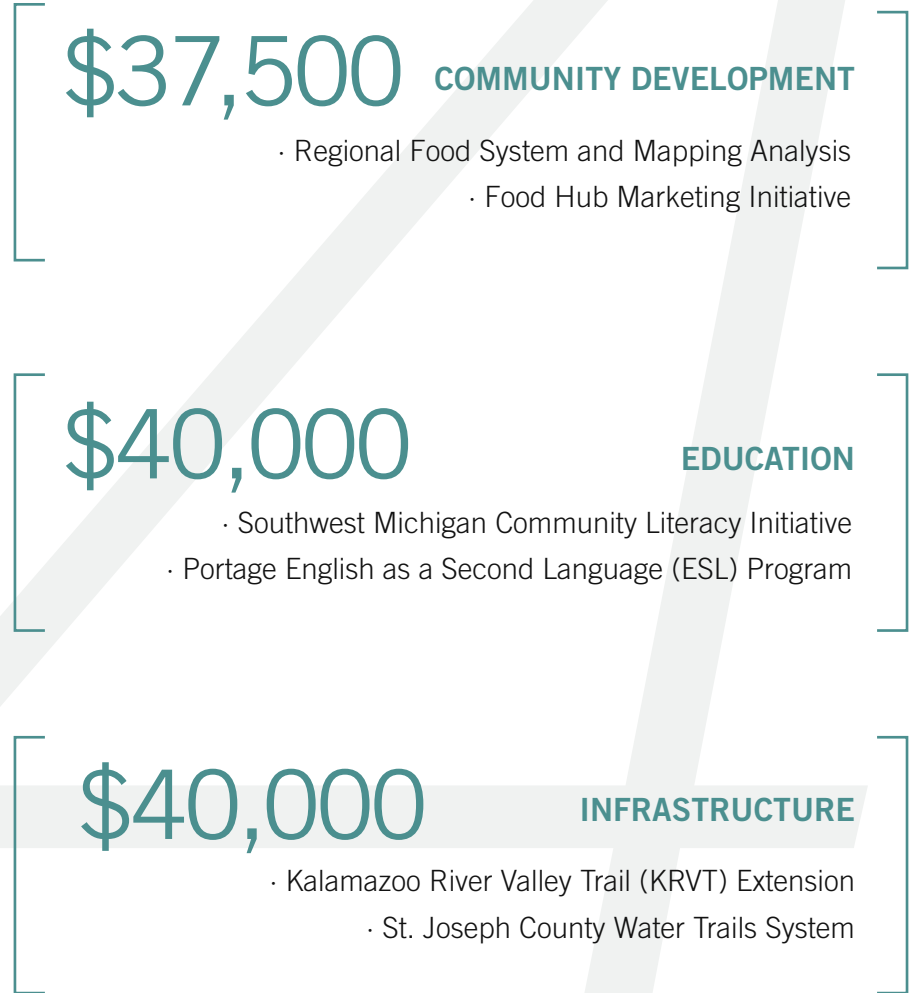 $37,500 COMMUNITY DEVELOPMENT
· Regional Food System and Mapping Analysis
· Food Hub Marketing Initiative
$40,000 EDUCATION
· Southwest Michigan Community Literacy Initiative
· Portage English as a Second Language (ESL) Program
$40,000 INFRASTRUCTURE
· Kalamazoo River Valley Trail (KRVT) Extension
· St. Joseph County Water Trails System